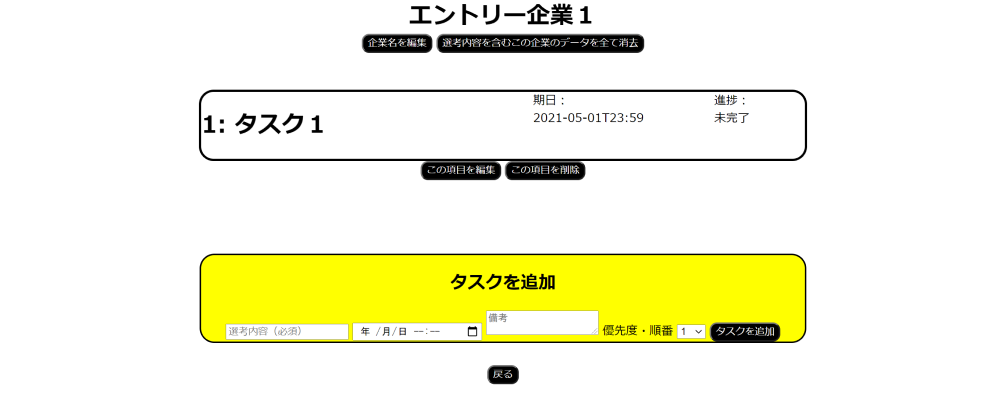 エントリー企業１
企業名を編集 選考内容を含むこの企業のデータを全て消去
期日： 進捗：
1: タスク１ 2021-05-01T23:59 未完了
この項目を編集 この項目を削除
タスクを追加
選考内容（必須） 年 /月/日 --:-- 備考 優先度・順番 1 タスクを追加
戻る